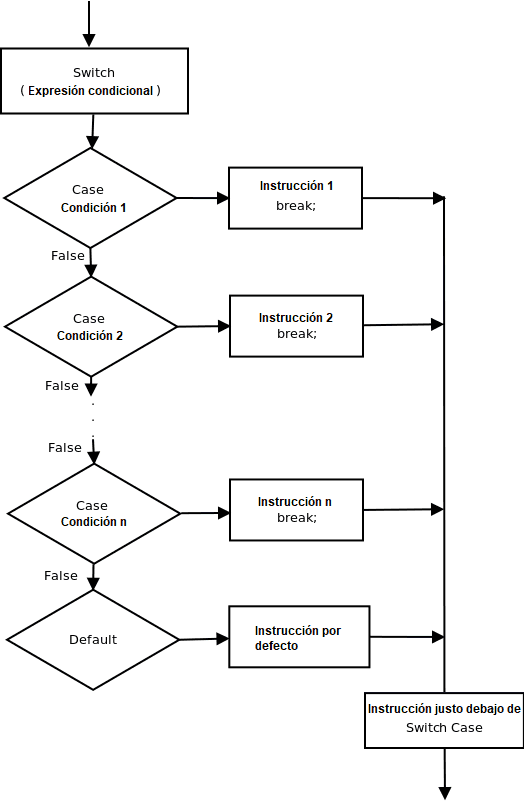 Switch
( Expresión condicional )
Case
Condición 1
Instrucción 1
break;
False
Case
Condición 2
Instrucción 2
break;
False
.
.
.
False
Case
Condición n
Instrucción n
break;
False
Default
Instrucción por
defecto
Instrucción justo debajo de
Switch Case